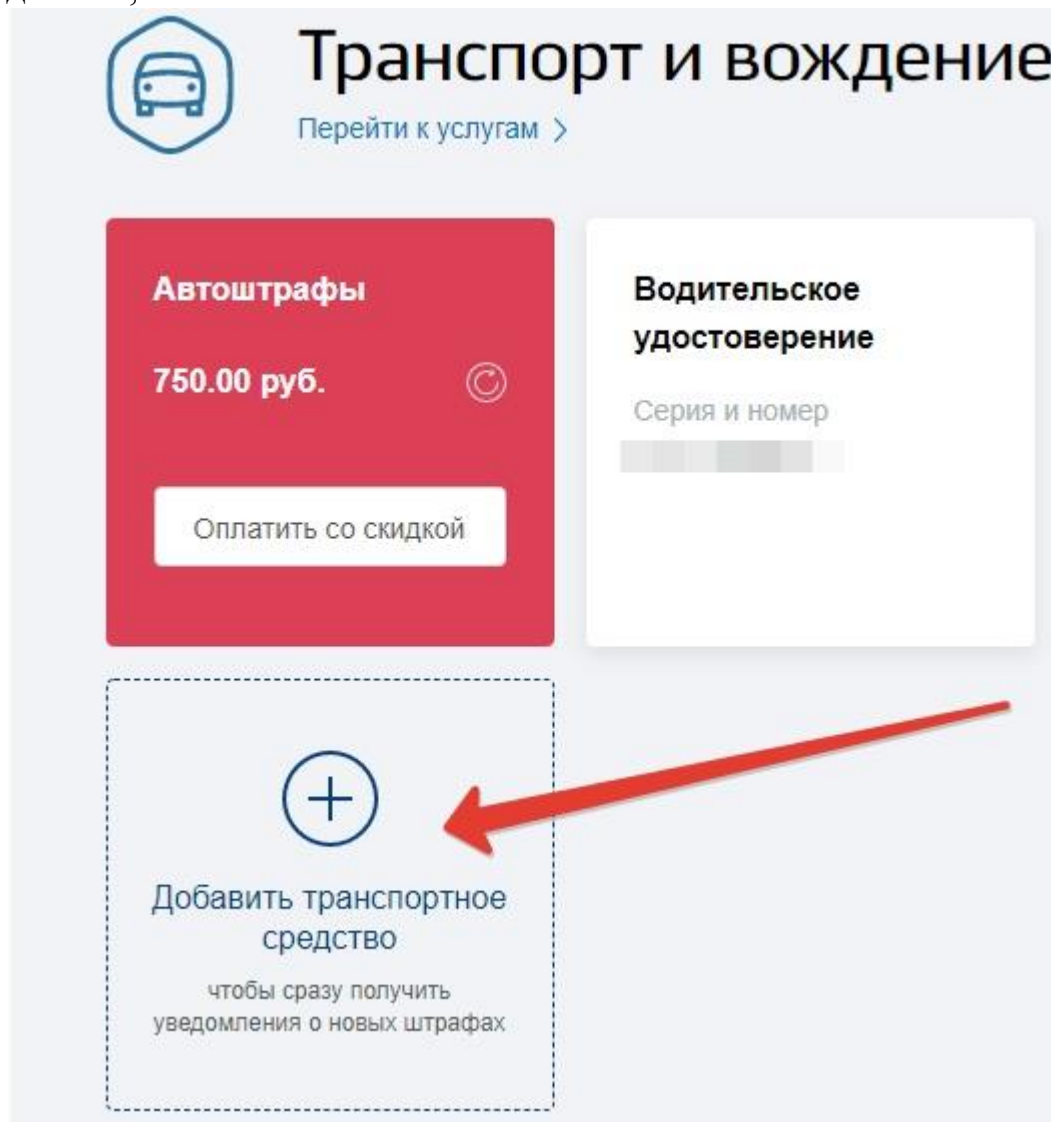 Транспорт и вождение
Перейти к услугам >
Автоштрафы
750.00 руб.
Оплатить со скидкой
Водительское
удостоверение
Серия и номер
Добавить транспортное
средство
чтобы сразу получить
уведомления о новых штрафах